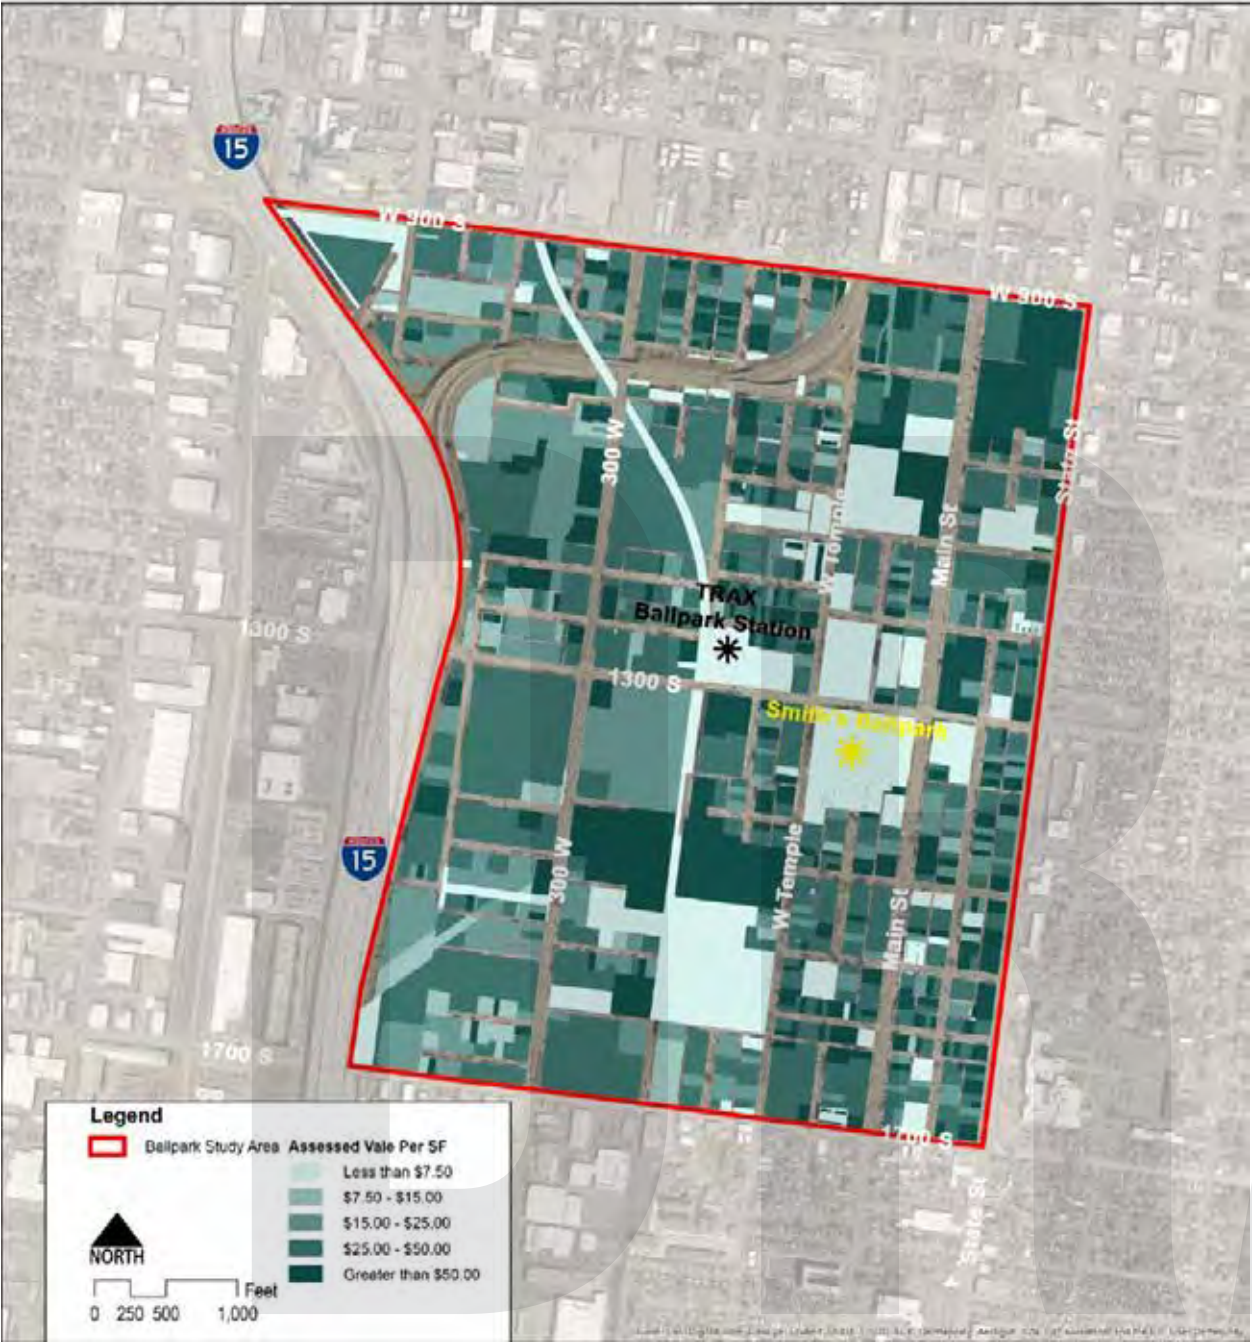 15
W 900 S
W 900 S
State St
300 W
W Temple
Main St
TRAX
Ballpark Station
1300 S
1300 S
Smith's Ballpark
15
300 W
W Temple
Main St
1700 S
1700 S
State St
Legend
Ballpark Study Area
Assessed Vale Per SF
Less than $7.50
$7.50 - $15.00
$15.00 - $25.00
$25.00 - $50.00
Greater than $50.00
NORTH
Feet
0 250 500 1,000